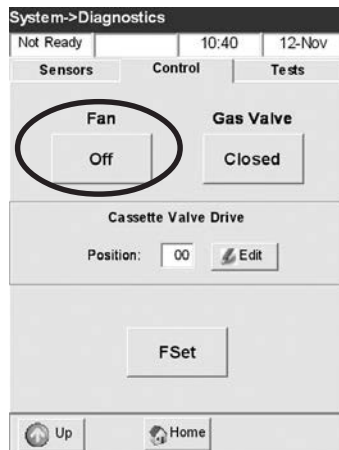 System->Diagnostics
Not Ready 10:40 12-Nov
Sensors Control Tests
Fan Gas Valve
Off Closed
Cassette Valve Drive
Position: 00 Edit
FSet
Up Home